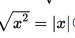 √x² = |x|